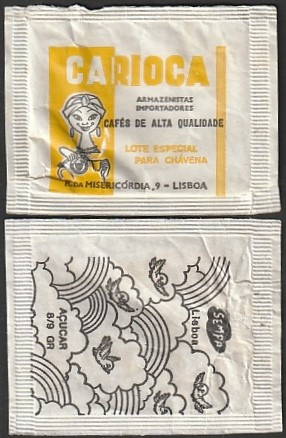 CARIOCA
ARMAZENISTAS
IMPORTADORES
CAFÉS DE ALTA QUALIDADE
LOTE ESPECIAL
PARA CHÁVENA
R. DA MISERICÓRDIA, 9 - LISBOA
Lisboa
AÇUCAR
8/9 GR